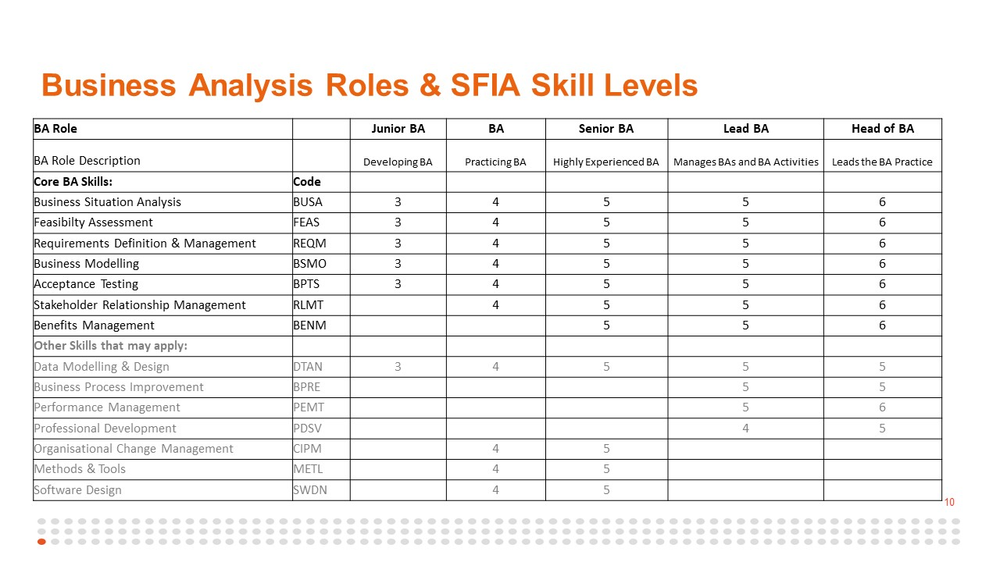 Business Analysis Roles & SFIA Skill Levels
BA Role Junior BA BA Senior BA Lead BA Head of BA
BA Role Description Developing BA Practicing BA Highly Experienced BA Manages BAs and BA Activities Leads the BA Practice
Core BA Skills: Code
Business Situation Analysis BUSA 3 4 5 5 6
Feasibilty Assessment FEAS 3 4 5 5 6
Requirements Definition & Management REQM 3 4 5 5 6
Business Modelling BSMO 3 4 5 5 6
Acceptance Testing BPTS 3 4 5 5 6
Stakeholder Relationship Management RLMT 4 5 5 6
Benefits Management BENM 5 5 6
Other Skills that may apply:
Data Modelling & Design DTAN 3 4 5 5 5
Business Process Improvement BPRE 5 5
Performance Management PEMT 5 6
Professional Development PDSV 4 5
Organisational Change Management CIPM 4 5
Methods & Tools METL 4 5
Software Design SWDN 4 5
10